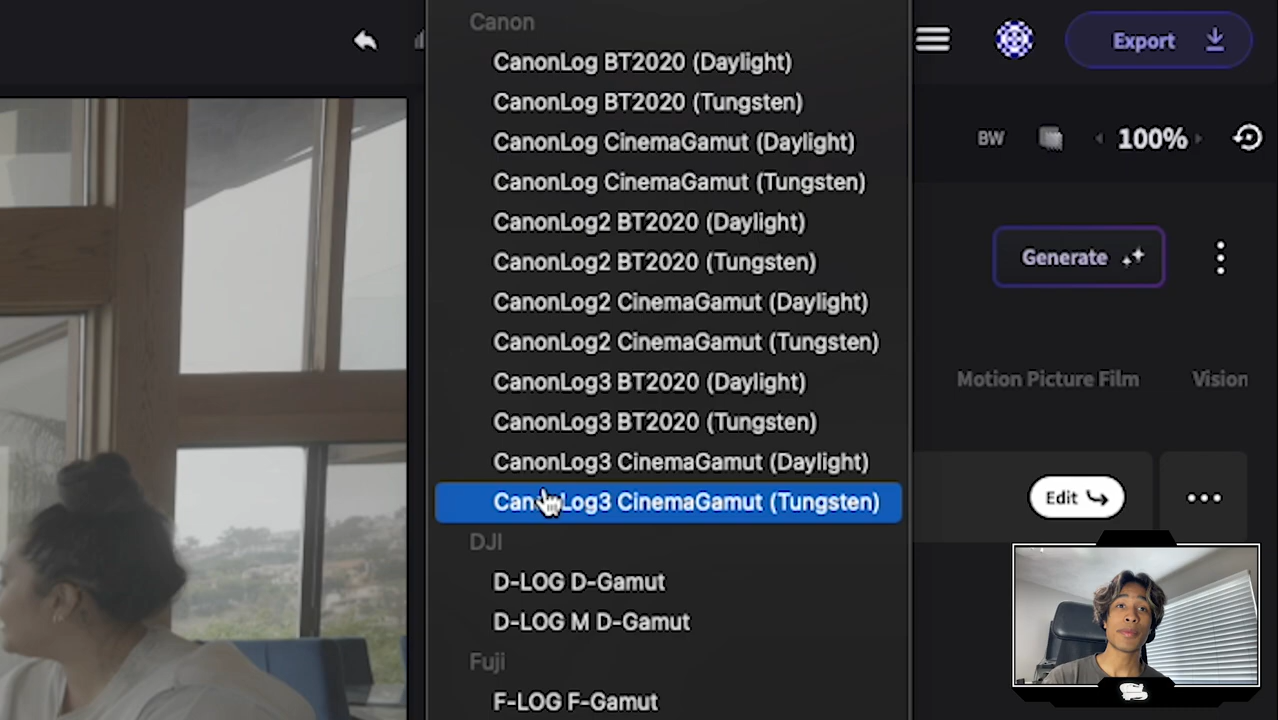 Canon
CanonLog BT2020 (Daylight)
CanonLog BT2020 (Tungsten)
CanonLog CinemaGamut (Daylight)
CanonLog CinemaGamut (Tungsten)
CanonLog2 BT2020 (Daylight)
CanonLog2 BT2020 (Tungsten)
CanonLog2 CinemaGamut (Daylight)
CanonLog2 CinemaGamut (Tungsten)
CanonLog3 BT2020 (Daylight)
CanonLog3 BT2020 (Tungsten)
CanonLog3 CinemaGamut (Daylight)
CanonLog3 CinemaGamut (Tungsten)
DJI
D-LOG D-Gamut
D-LOG M D-Gamut
Fuji
F-LOG F-Gamut
Export
BW
100%
Generate
Motion Picture Film
Vision
Edit